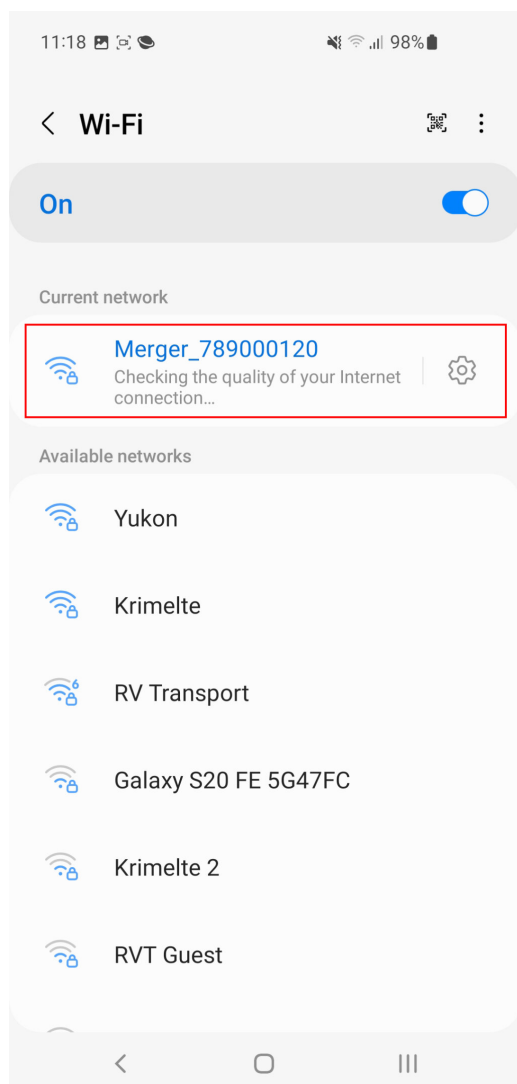 11:18 98%
Wi-Fi
On
Current network
Merger_789000120
Checking the quality of your Internet
connection...
Available networks
Yukon
Krimelte
6
RV Transport
Galaxy S20 FE 5G47FC
Krimelte 2
RVT Guest